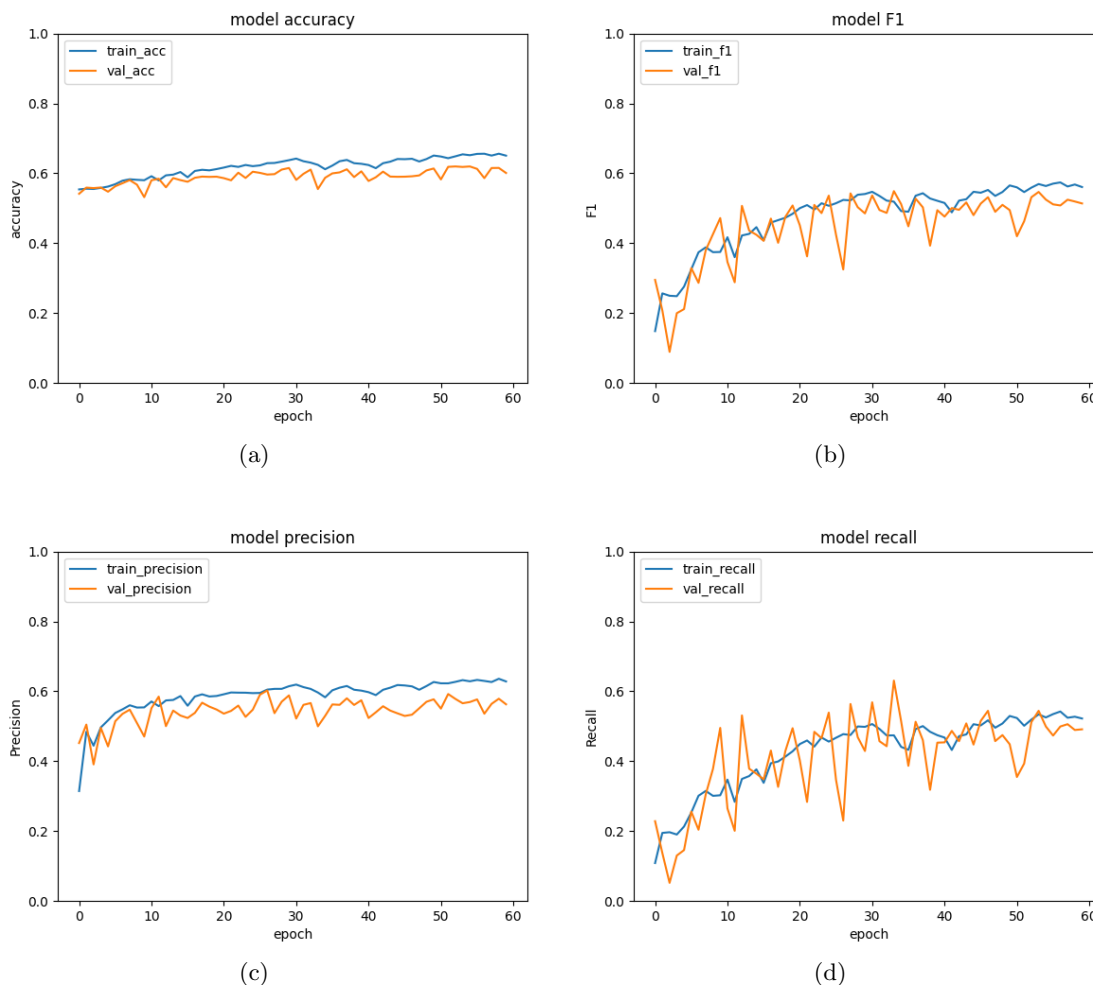 model accuracy
train_acc
val_acc
1.0
0.8
0.6
0.4
0.2
0.0
accuracy
0 10 20 30 40 50 60
epoch
(a)
model F1
train_f1
val_f1
1.0
0.8
0.6
0.4
0.2
0.0
F1
0 10 20 30 40 50 60
epoch
(b)
model precision
train_precision
val_precision
1.0
0.8
0.6
0.4
0.2
0.0
Precision
0 10 20 30 40 50 60
epoch
(c)
model recall
train_recall
val_recall
1.0
0.8
0.6
0.4
0.2
0.0
Recall
0 10 20 30 40 50 60
epoch
(d)